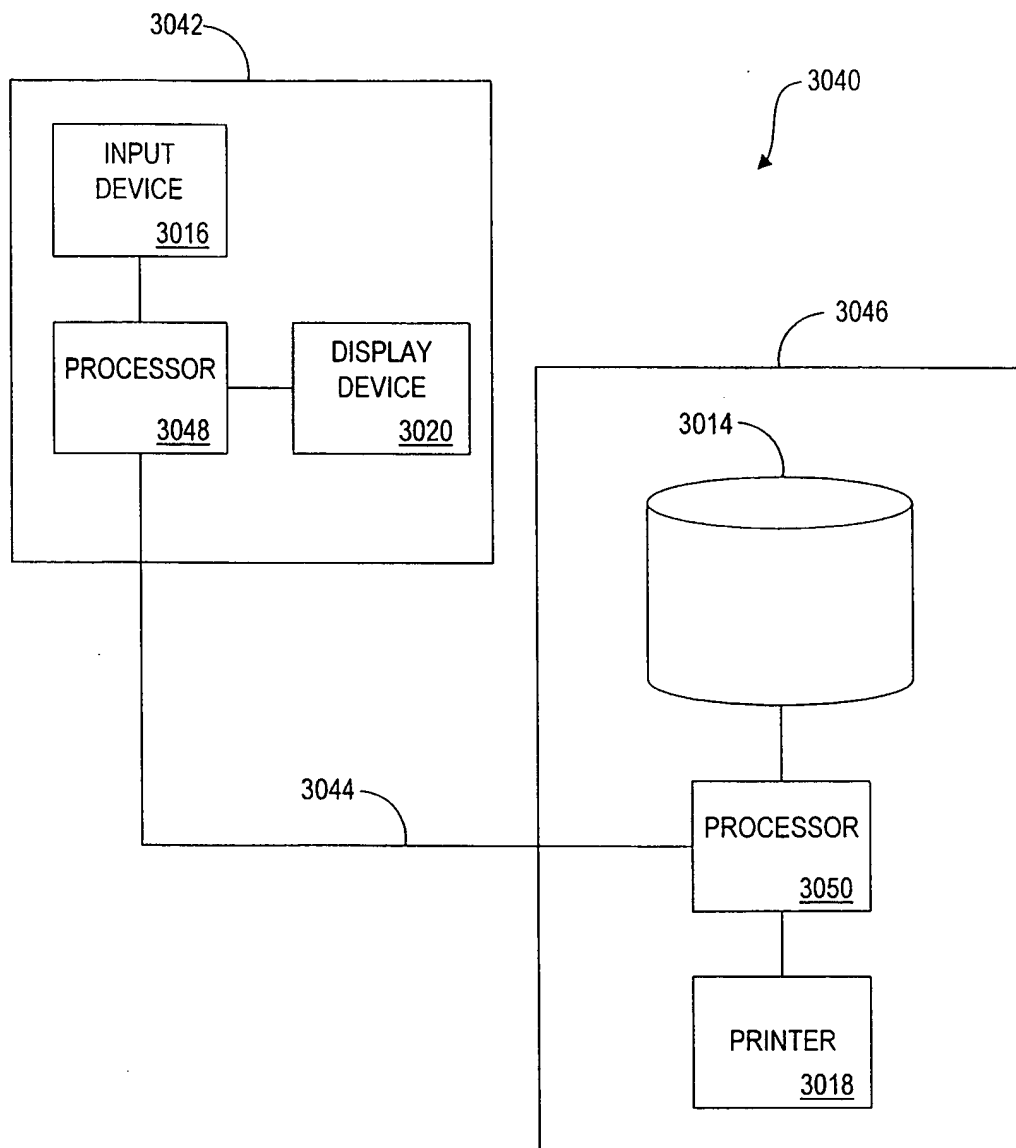 3042
3040
INPUT
DEVICE
3016
PROCESSOR
3048
DISPLAY
DEVICE
3020
3046
3014
3044
PROCESSOR
3050
PRINTER
3018